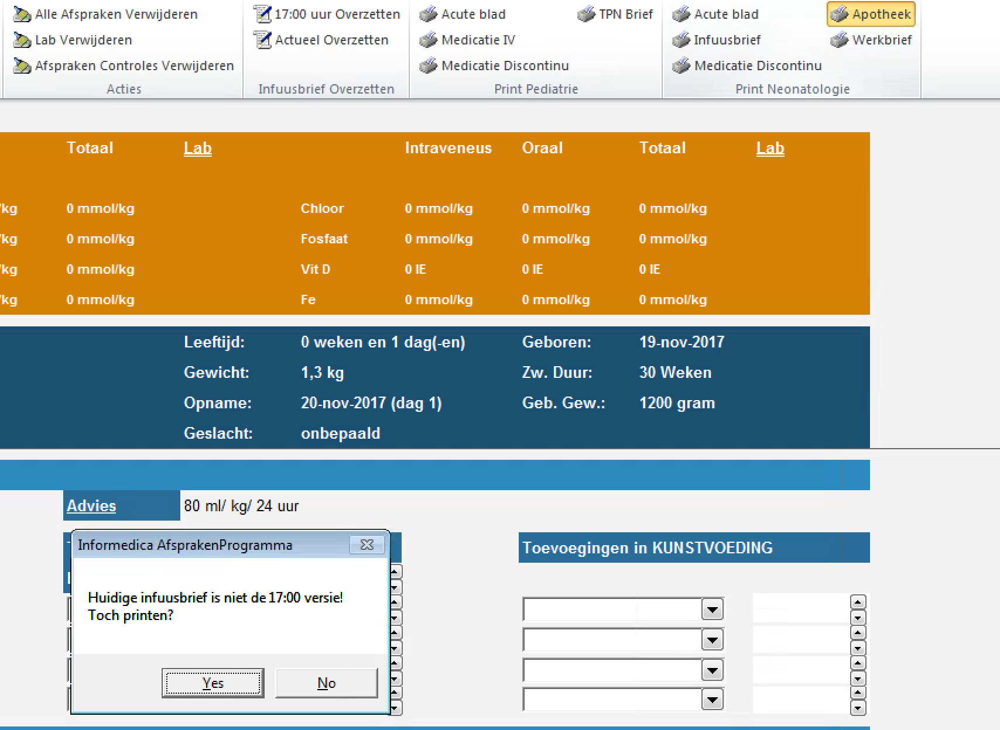 Alle Afspraken Verwijderen
Lab Verwijderen
Afspraken Controles Verwijderen
Acties
17:00 uur Overzetten
Actueel Overzetten
Infuusbrief Overzetten
Acute blad
TPN Brief
Medicatie IV
Medicatie Discontinu
Print Pediatrie
Acute blad
Apotheek
Infuusbrief
Werkbrief
Medicatie Discontinu
Print Neonatologie
Totaal Lab Intraveneus Oraal Totaal Lab
/kg 0 mmol/kg Chloor 0 mmol/kg 0 mmol/kg 0 mmol/kg
/kg 0 mmol/kg Fosfaat 0 mmol/kg 0 mmol/kg 0 mmol/kg
/kg 0 mmol/kg Vit D 0 IE 0 IE 0 IE
/kg 0 mmol/kg Fe 0 mmol/kg 0 mmol/kg 0 mmol/kg
Leeftijd: 0 weken en 1 dag(-en) Geboren: 19-nov-2017
Gewicht: 1,3 kg Zw. Duur: 30 Weken
Opname: 20-nov-2017 (dag 1) Geb. Gew.: 1200 gram
Geslacht: onbepaald
Advies 80 ml/ kg/ 24 uur
Informedica AfsprakenProgramma
Huidige infuusbrief is niet de 17:00 versie!
Toch printen?
Yes No
Toevoegingen in KUNSTVOEDING